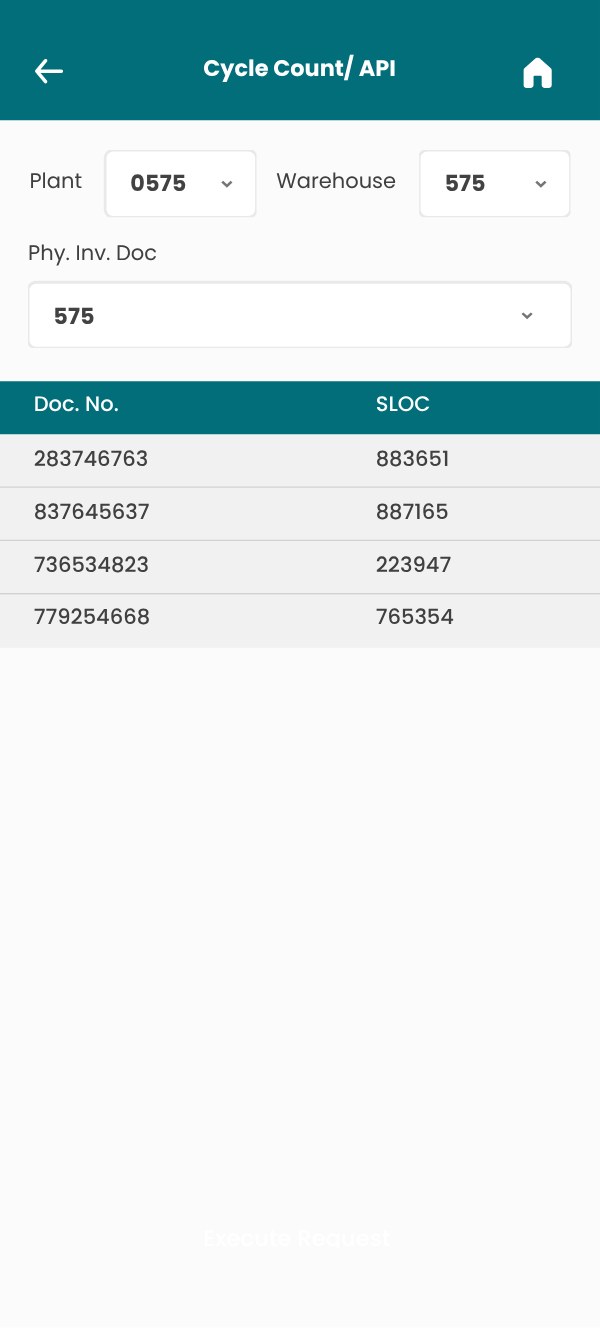 Cycle Count/ API
Plant 0575 Warehouse 575
Phy. Inv. Doc
575
Doc. No. SLOC
283746763 883651
837645637 887165
736534823 223947
779254668 765354
Execute Request